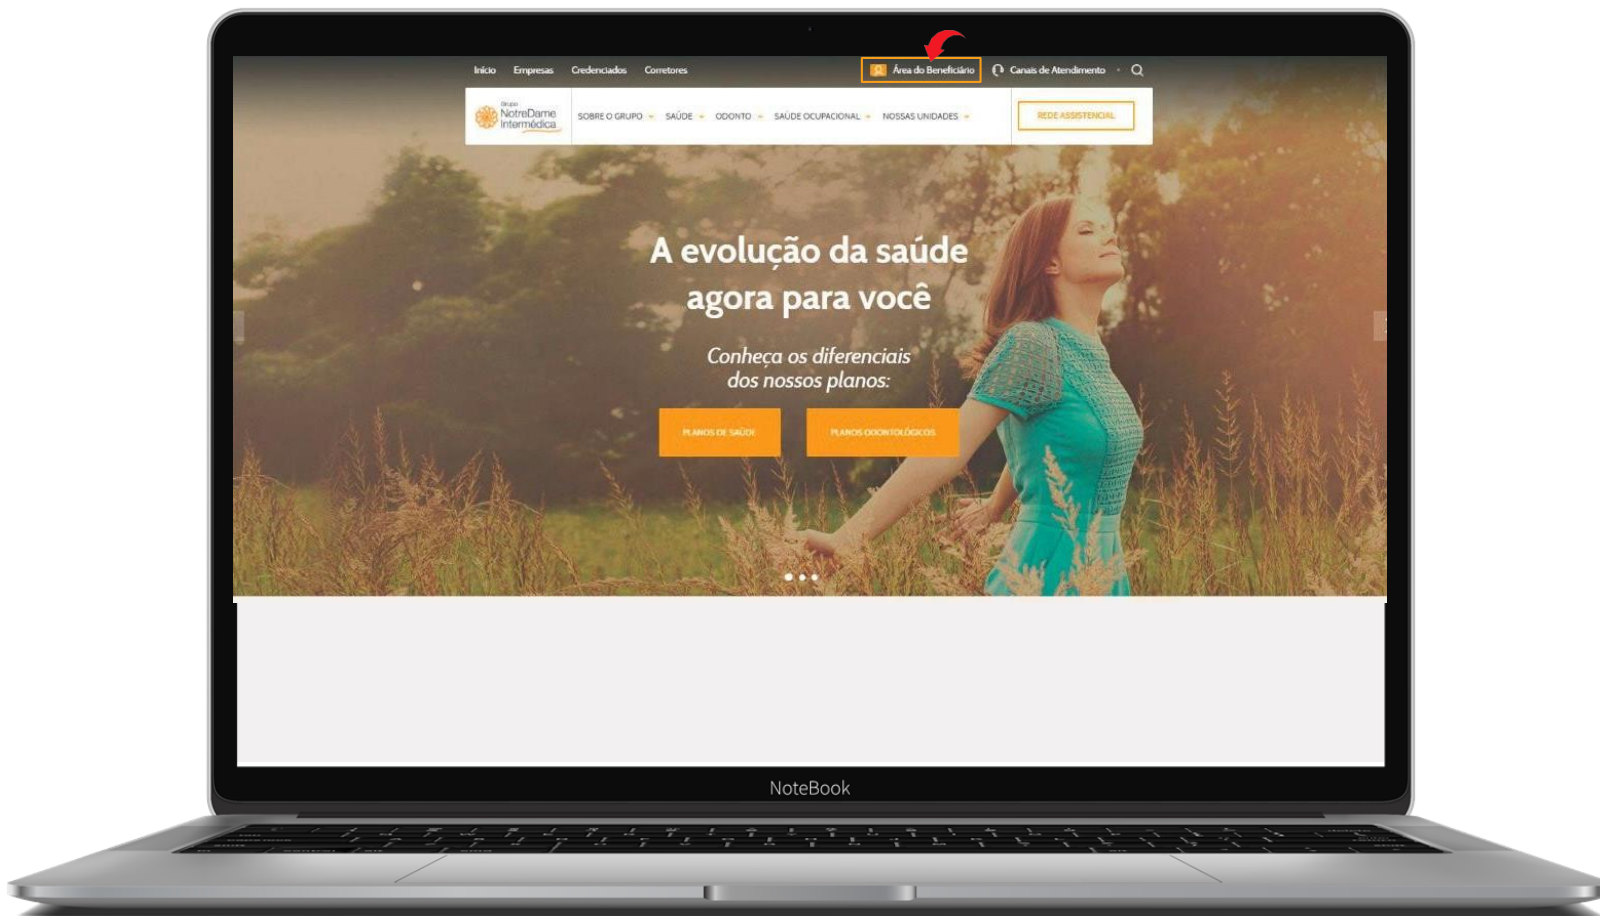 Início Empresas Credenciados Corretores Área do Beneficiário Canais de Atendimento
Grupo
NotreDame
Intermédica
SOBRE O GRUPO SAÚDE ODONTO SAÚDE OCUPACIONAL NOSSAS UNIDADES REDE ASSISTENCIAL
A evolução da saúde
agora para você
Conheça os diferenciais
dos nossos planos:
PLANOS DE SAÚDE PLANOS ODONTOLÓGICOS
NoteBook